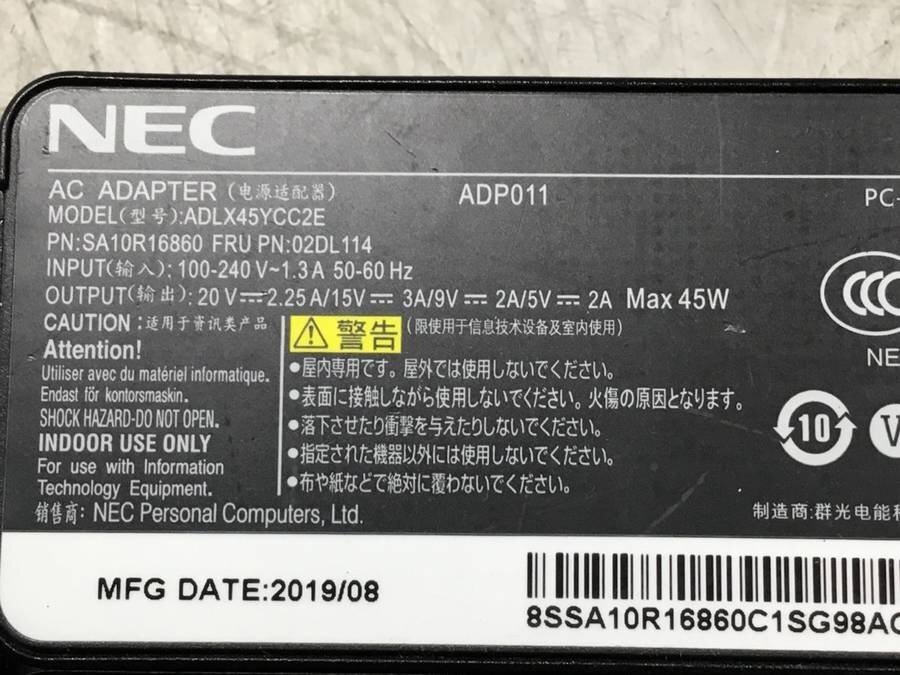 NEC
AC ADAPTER (电源适配器) ADP011 PC-
MODEL(型号):ADLX45YCC2E
PN:SA10R16860 FRU PN:02DL114
INPUT(输入): 100-240 V~1.3 A 50-60 Hz
OUTPUT(输出): 20 V⎓2.25 A/15V⎓ 3A/9V⎓ 2A/5V⎓ 2A Max 45W
CAUTION :适用于资讯类产品
Attention!
Utiliser avec du matériel informatique.
Endast för kontorsmaskin.
SHOCK HAZARD-DO NOT OPEN.
INDOOR USE ONLY
For use with Information
Technology Equipment.
销售商: NEC Personal Computers, Ltd.
⚠警告 (限使用于信息技术设备及室内使用)
●屋内専用です。屋外では使用しないでください。
●表面に接触しながら使用しないでください。火傷の原因となります。
●落下させたり衝撃を与えたりしないでください。
●指定された機器以外には使用しないでください。
●布や紙などで絶対に覆わないでください。
CCC
NE
10
V
制造商:群光电能
MFG DATE:2019/08
8SSA10R16860C1SG98A